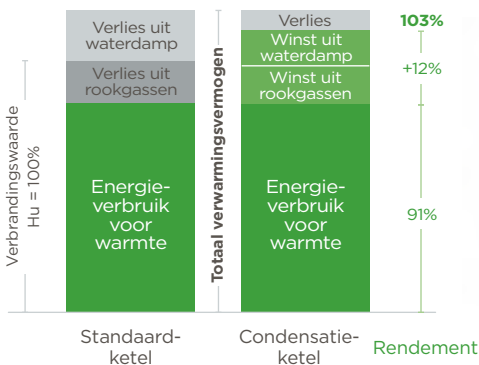 Verbrandingswaarde
Hu = 100%
Verlies uit
waterdamp
Verlies uit
rookgassen
Energie-
verbruik
voor
warmte
Standaard-
ketel
Totaal verwarmingsvermogen
Verlies
Winst uit
waterdamp
Winst uit
rookgassen
Energie-
verbruik
voor
warmte
Condensatie-
ketel
103%
+12%
91%
Rendement